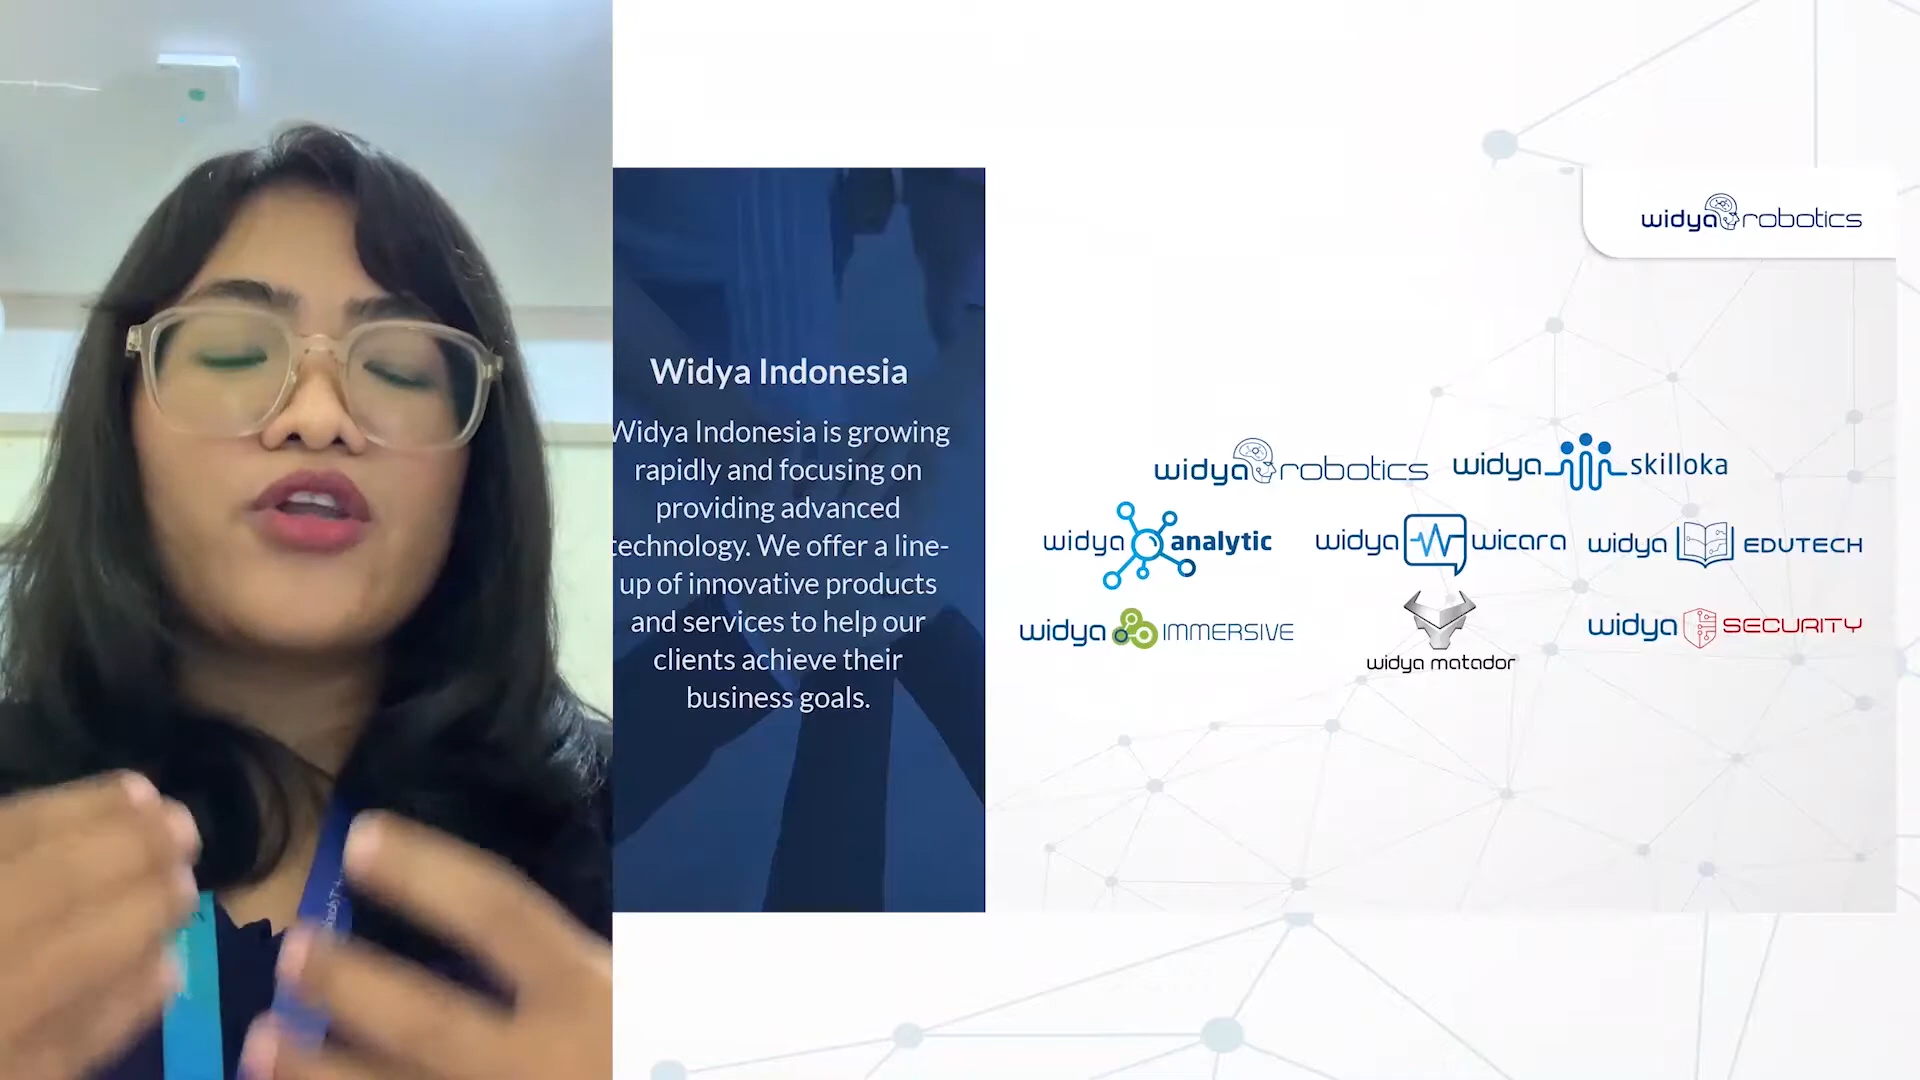 widya robotics
Widya Indonesia
Widya Indonesia is growing
rapidly and focusing on
providing advanced
technology. We offer a line-
up of innovative products
and services to help our
clients achieve their
business goals.
widya robotics
widya skilloka
widya analytic
widya wicara
widya EDUTECH
widya IMMERSIVE
widya matador
widya SECURITY